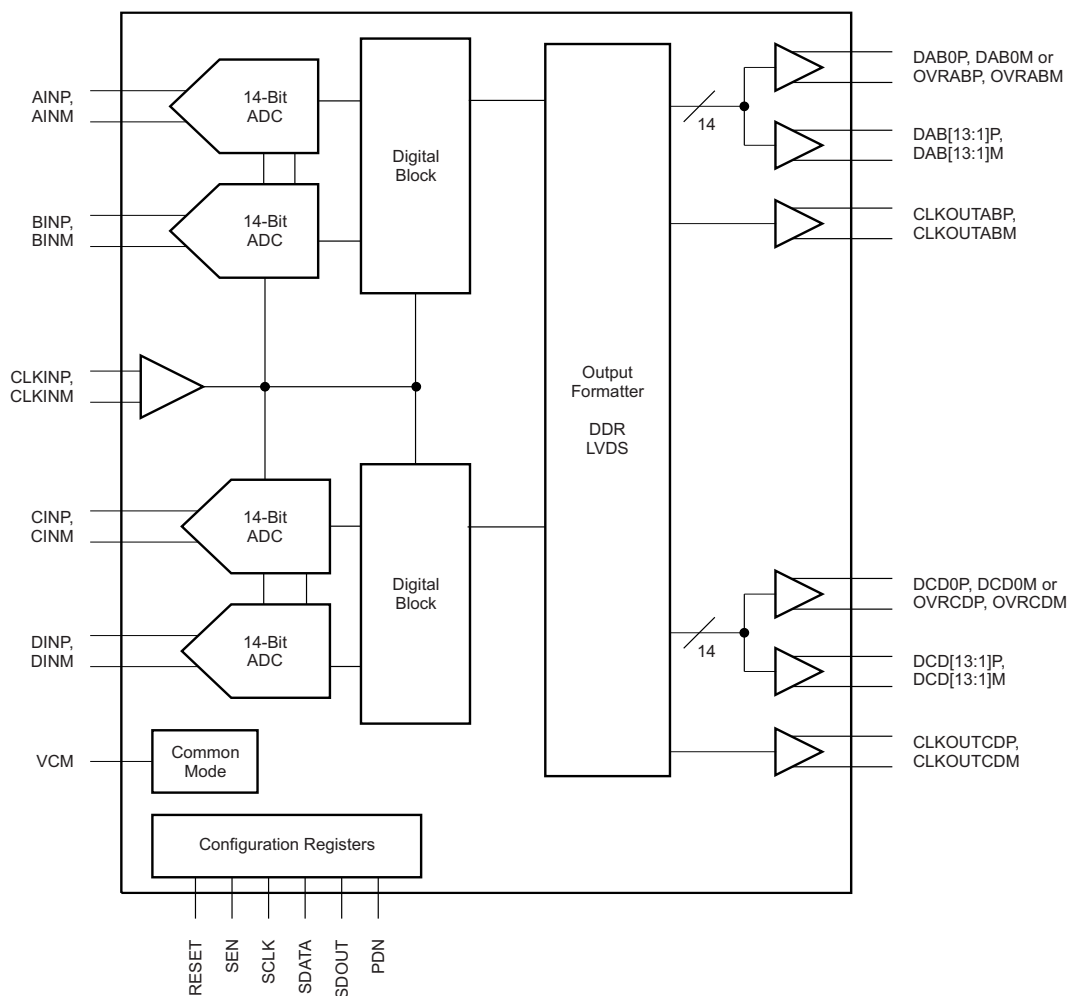 AINP,
AINM
14-Bit
ADC
BINP,
BINM
14-Bit
ADC
Digital
Block
CLKINP,
CLKINM
CINP,
CINM
14-Bit
ADC
DINP,
DINM
14-Bit
ADC
Digital
Block
Output
Formatter
DDR
LVDS
14
DAB0P, DAB0M or
OVRABP, OVRABM
DAB[13:1]P,
DAB[13:1]M
CLKOUTABP,
CLKOUTABM
14
DCD0P, DCD0M or
OVRCDP, OVRCDM
DCD[13:1]P,
DCD[13:1]M
CLKOUTCDP,
CLKOUTCDM
VCM
Common
Mode
Configuration Registers
RESET
SEN
SCLK
SDATA
SDOUT
PDN